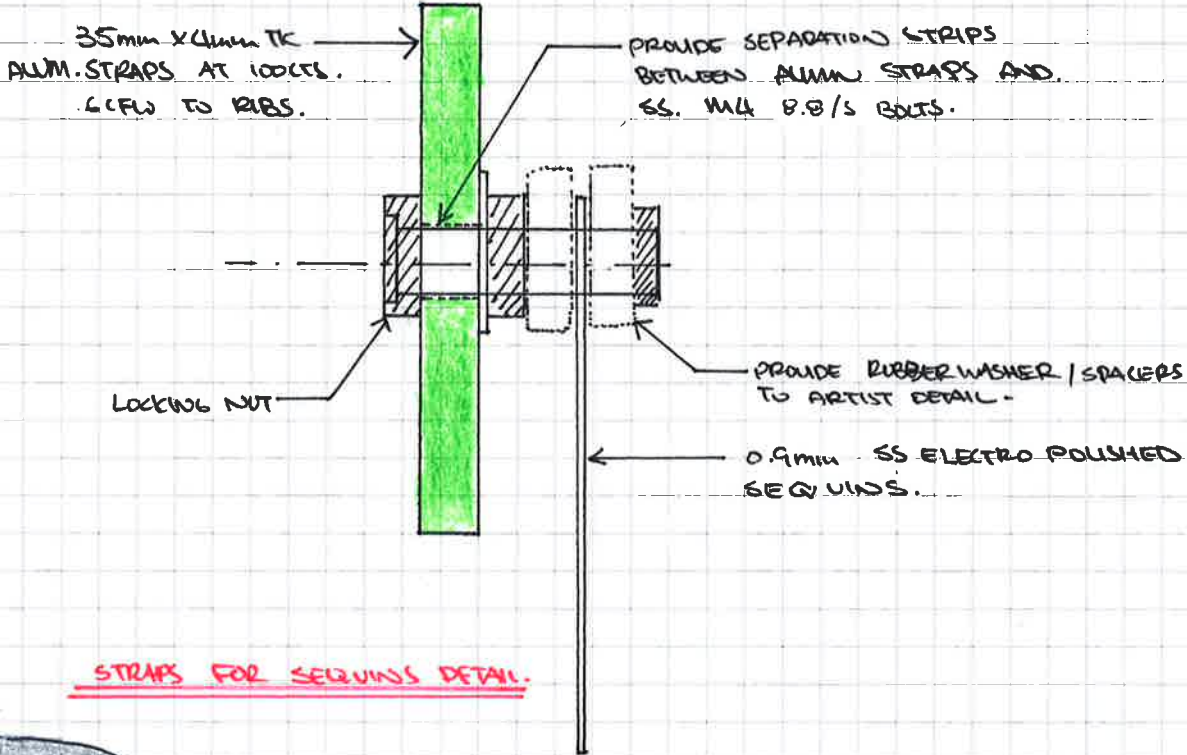 35mm X 4mm TK
ALUM. STRAPS AT 100CTS.
6CFW TO RIBS.
PROVIDE SEPARATION STRIPS
BETWEEN ALUMN STRAPS AND
SS. M4 8.8/S BOLTS.
LOCKING NUT
PROVIDE RUBBER WASHER / SPACERS
TO ARTIST DETAIL -
0.9mm SS ELECTRO POLISHED
SEQUINS.
STRAPS FOR SEQUINS DETAIL.